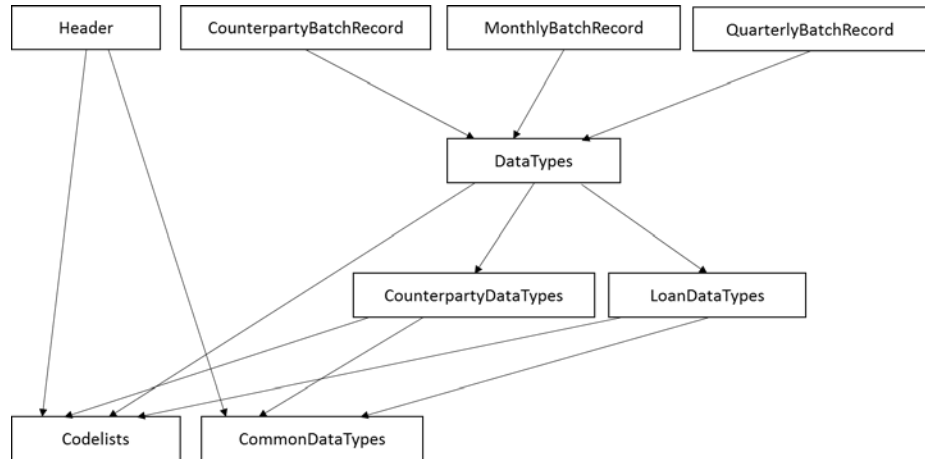 Header
CounterpartyBatchRecord
MonthlyBatchRecord
QuarterlyBatchRecord
DataTypes
CounterpartyDataTypes
LoanDataTypes
Codelists
CommonDataTypes